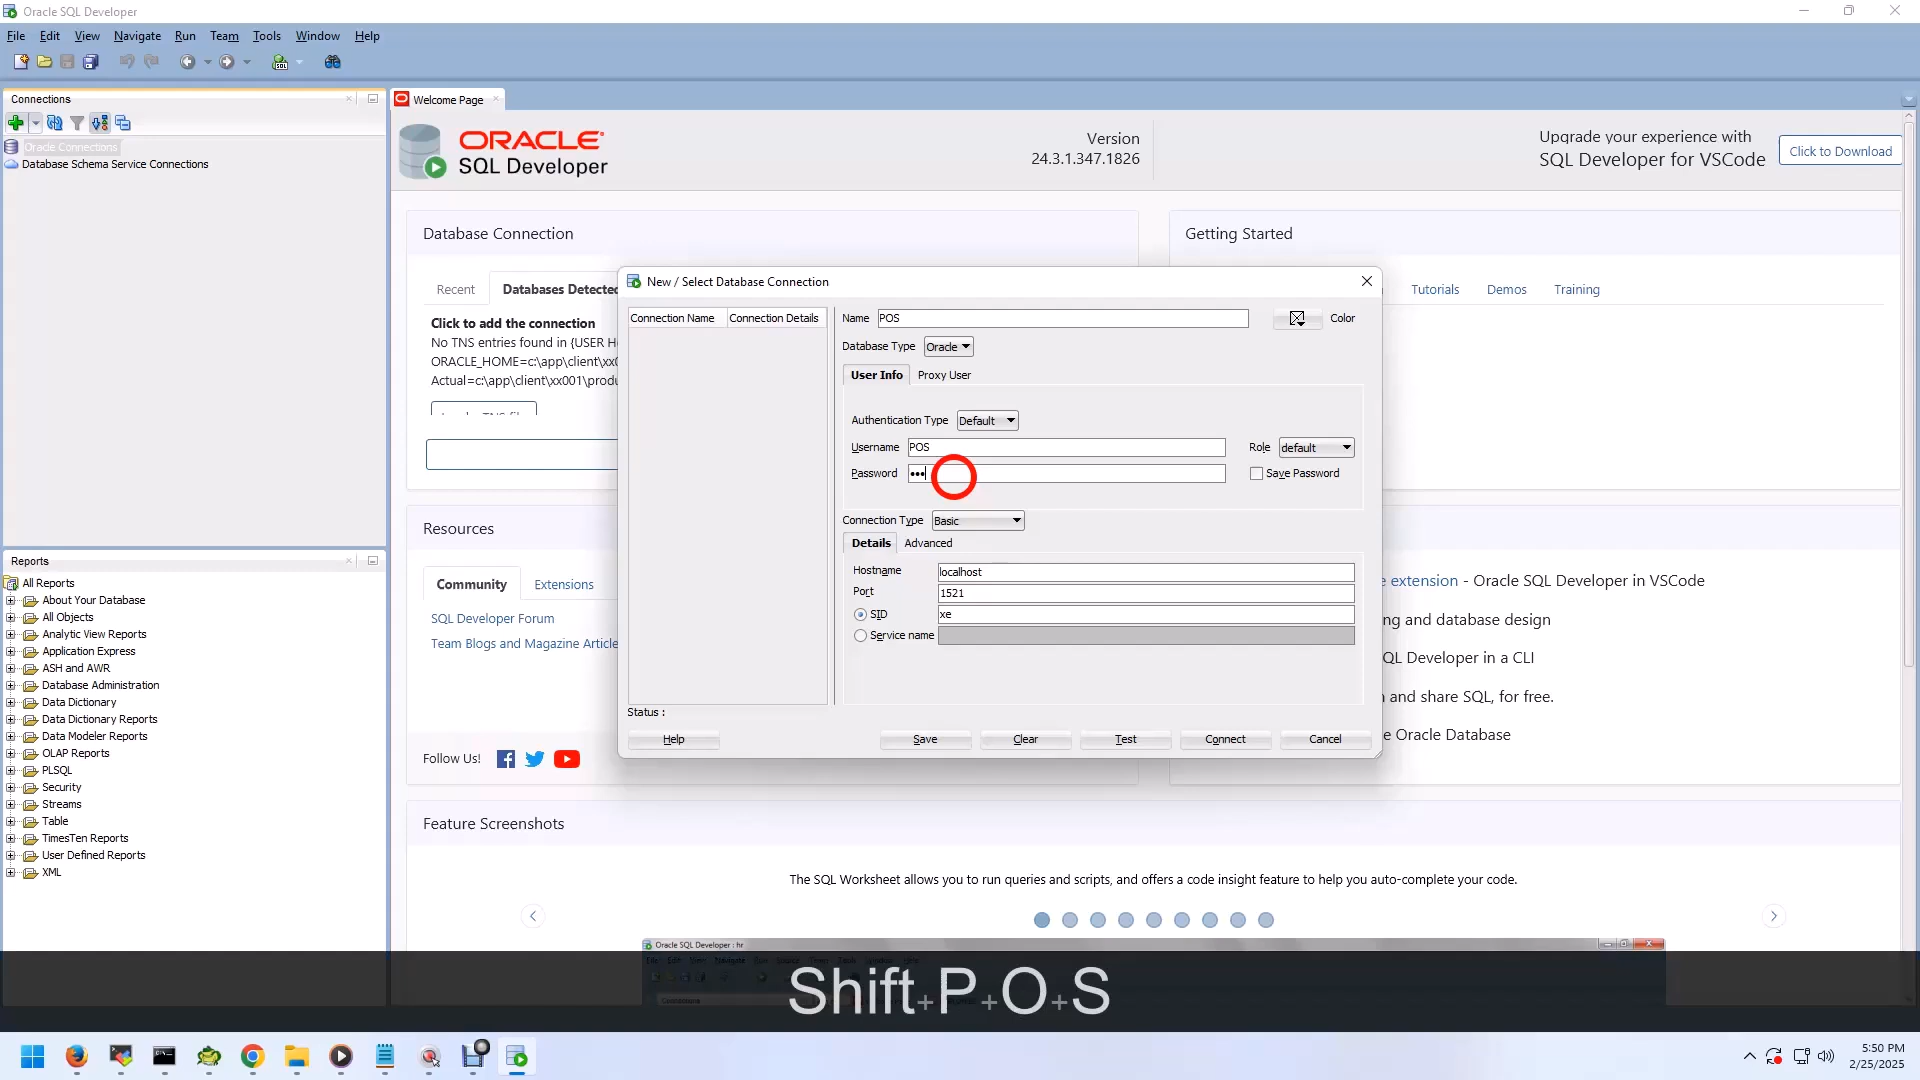 Oracle SQL Developer
File Edit View Navigate Run Team Tools Window Help
Connections
Oracle Connections
Database Schema Service Connections
Reports
All Reports
About Your Database
All Objects
Analytic View Reports
Application Express
ASH and AWR
Database Administration
Data Dictionary
Data Dictionary Reports
Data Modeler Reports
OLAP Reports
PLSQL
Security
Streams
Table
TimesTen Reports
User Defined Reports
XML
Welcome Page
ORACLE
SQL Developer
Version
24.3.1.347.1826
Upgrade your experience with
SQL Developer for VSCode
Click to Download
Database Connection
Recent Databases Detected
Click to add the connection
No TNS entries found in {USER H
ORACLE_HOME=c:\app\client\xx0
Actual=c:\app\client\xx001\produ
Getting Started
Tutorials Demos Training
New / Select Database Connection
Connection Name Connection Details
Name POS Color
Database Type Oracle
User Info Proxy User
Authentication Type Default
Username POS Role default
Password ••• Save Password
Connection Type Basic
Details Advanced
Hostname localhost
Port 1521
SID xe
Service name
Status :
Help Save Clear Test Connect Cancel
Resources
Community Extensions
SQL Developer Forum
Team Blogs and Magazine Article
Follow Us!
e extension - Oracle SQL Developer in VSCode
ng and database design
QL Developer in a CLI
and share SQL, for free.
e Oracle Database
Feature Screenshots
The SQL Worksheet allows you to run queries and scripts, and offers a code insight feature to help you auto-complete your code.
Oracle SQL Developer : hr
Shift+P+O+S
5:50 PM
2/25/2025